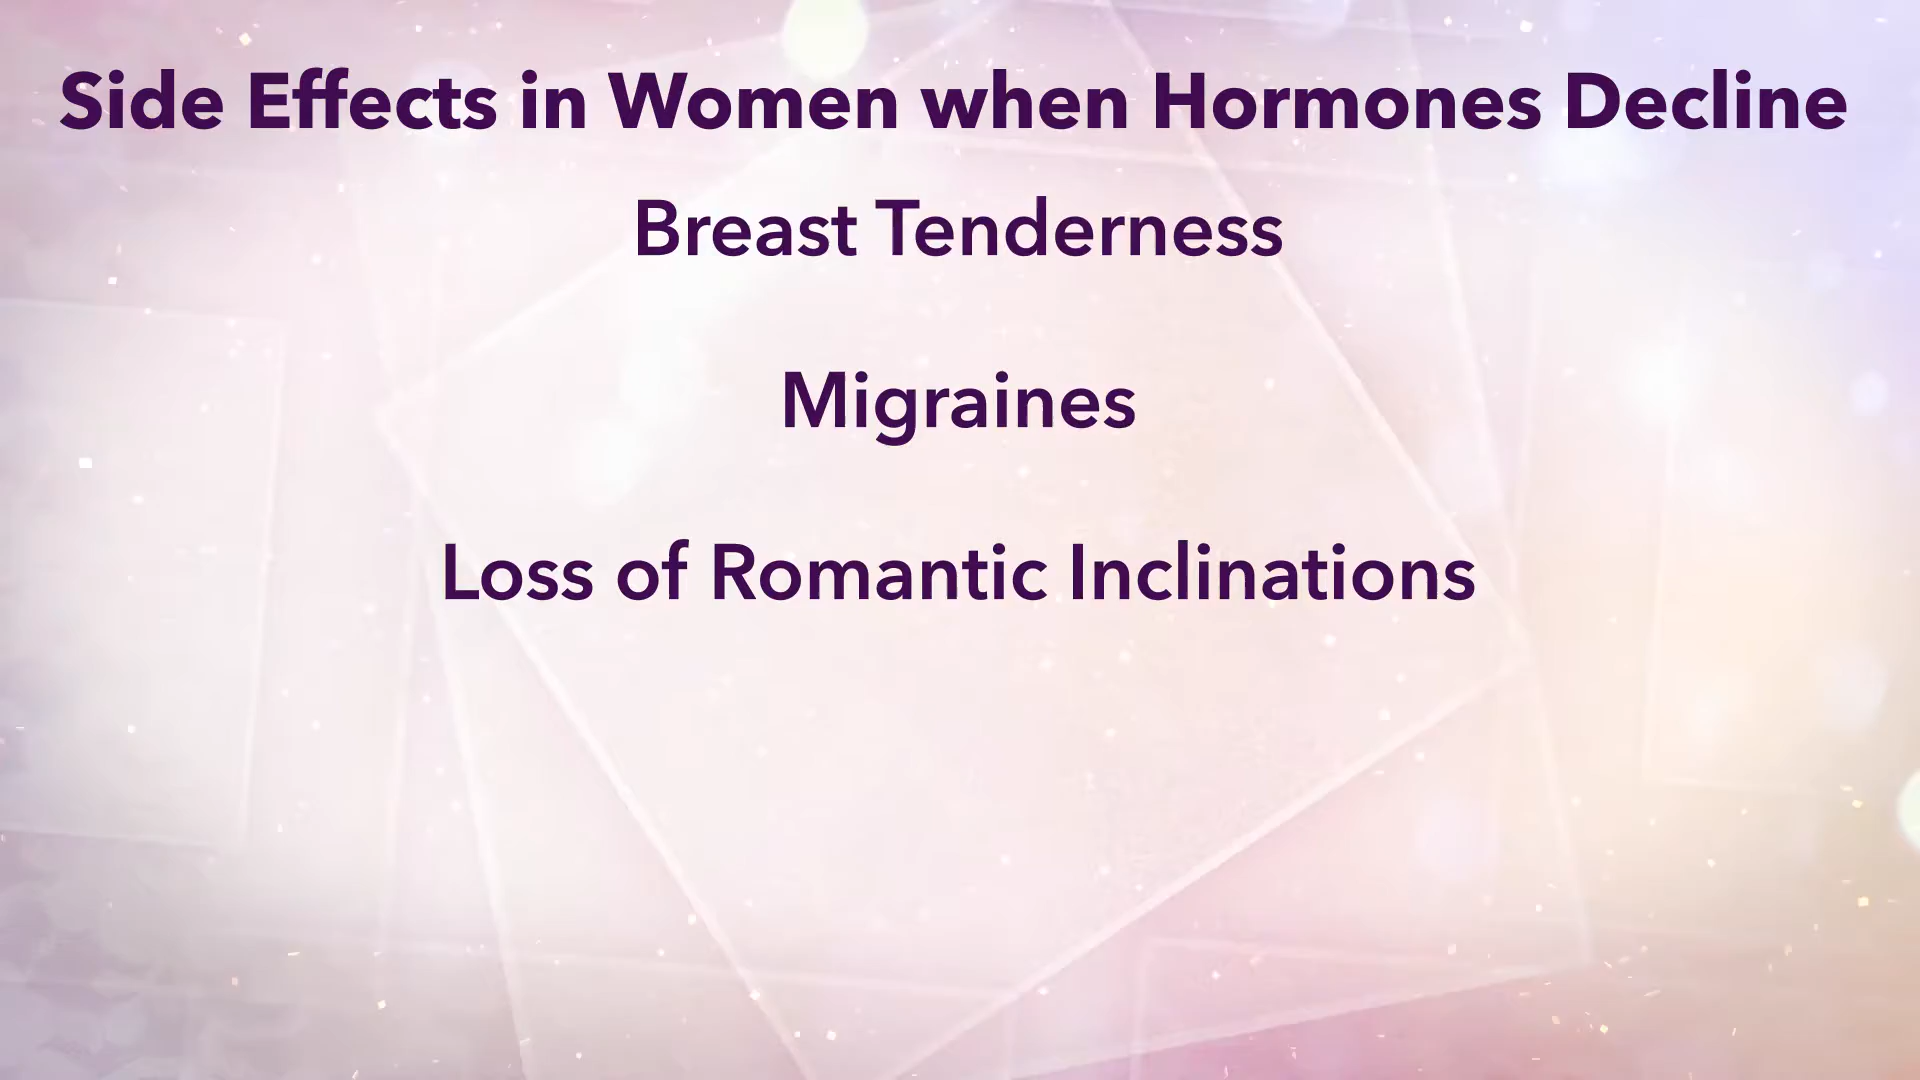 Side Effects in Women when Hormones Decline
Breast Tenderness
Migraines
Loss of Romantic Inclinations